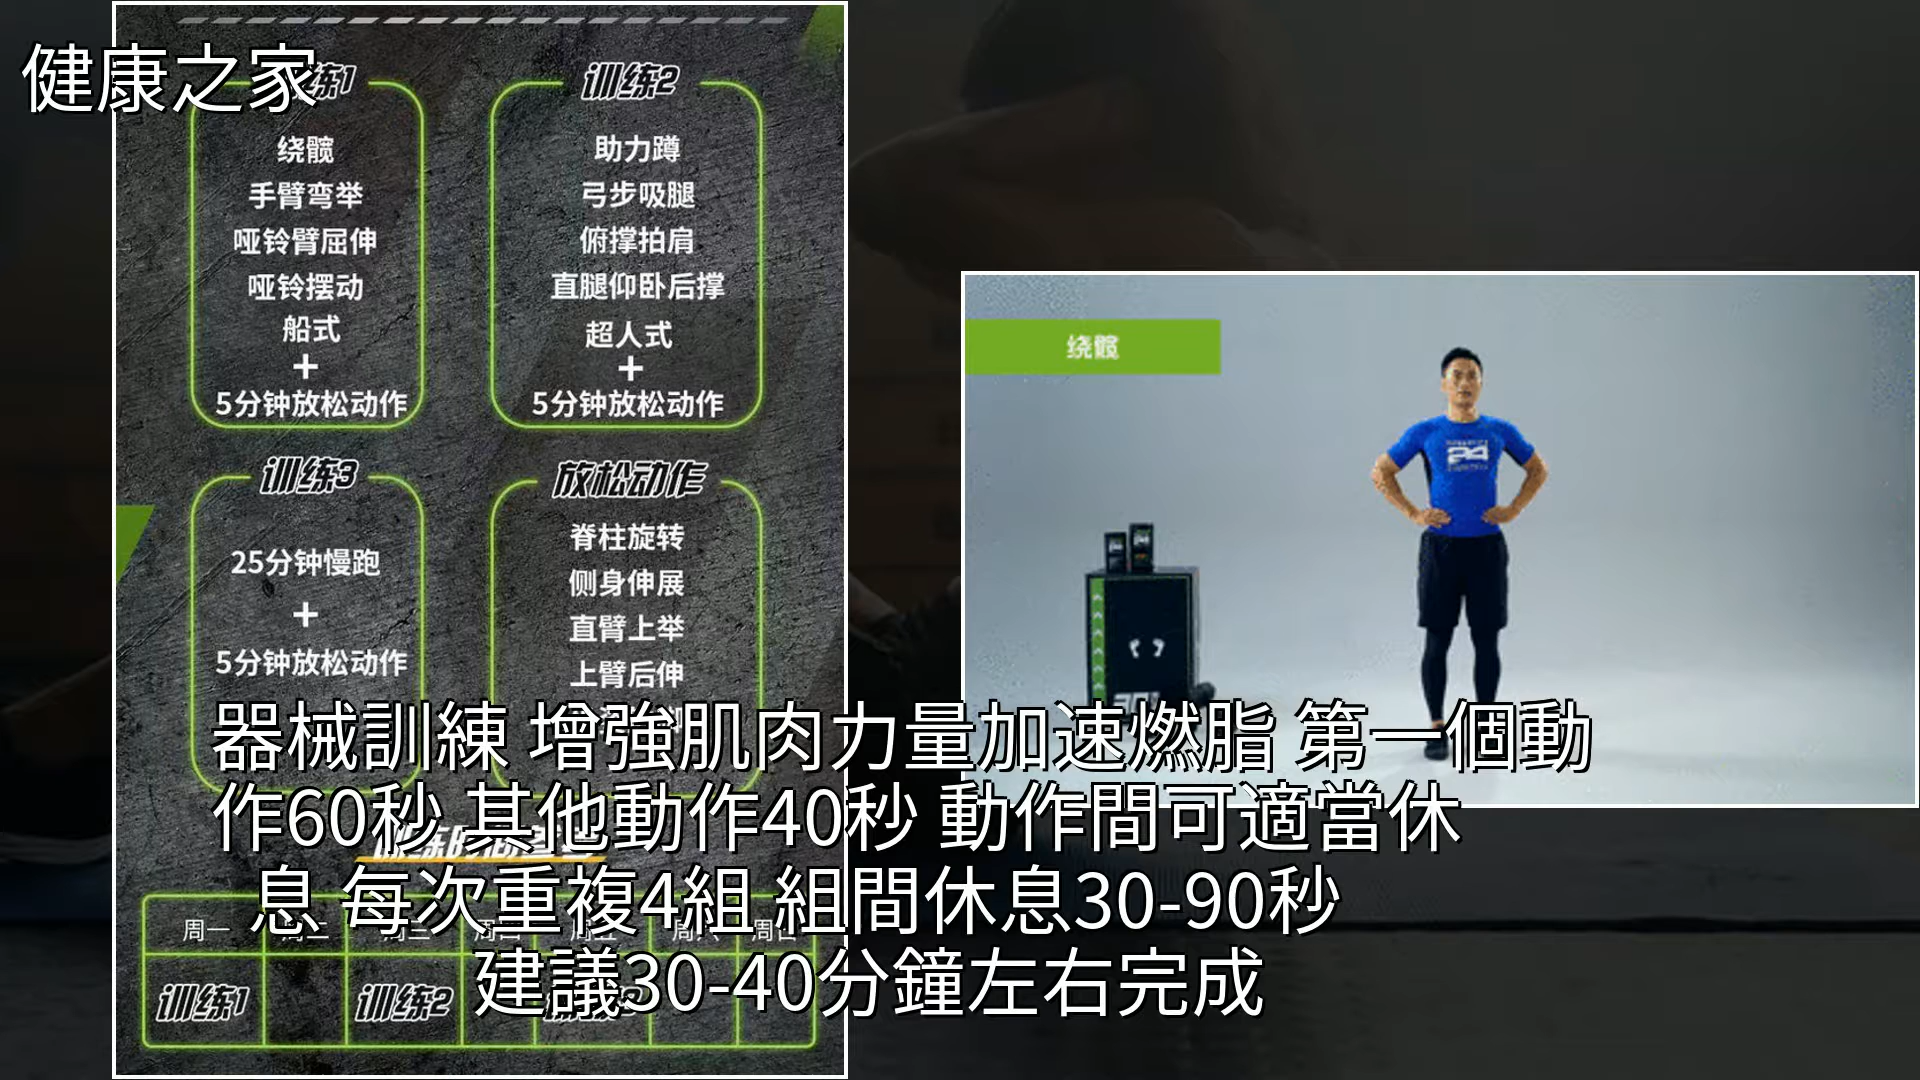 健康之家
练1
绕髋
手臂弯举
哑铃臂屈伸
哑铃摆动
船式
+
5分钟放松动作
训练2
助力蹲
弓步吸腿
俯撑拍肩
直腿仰卧后撑
超人式
+
5分钟放松动作
训练3
25分钟慢跑
+
5分钟放松动作
放松动作
脊柱旋转
侧身伸展
直臂上举
上臂后伸
绕髋
24
器械訓練 增強肌肉力量加速燃脂 第一個動
作60秒 其他動作40秒 動作間可適當休
息 每次重複4組 組間休息30-90秒
建議30-40分鐘左右完成
周一
训练1
训练2